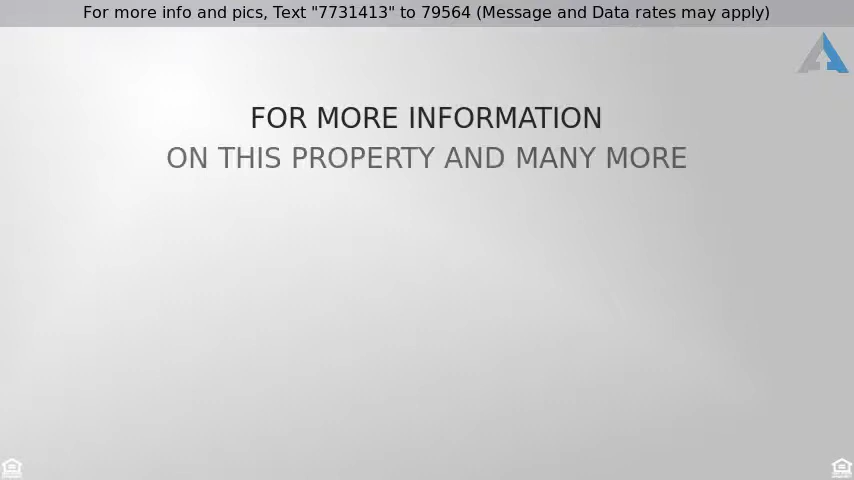 For more info and pics, Text "7731413" to 79564 (Message and Data rates may apply)
FOR MORE INFORMATION
ON THIS PROPERTY AND MANY MORE